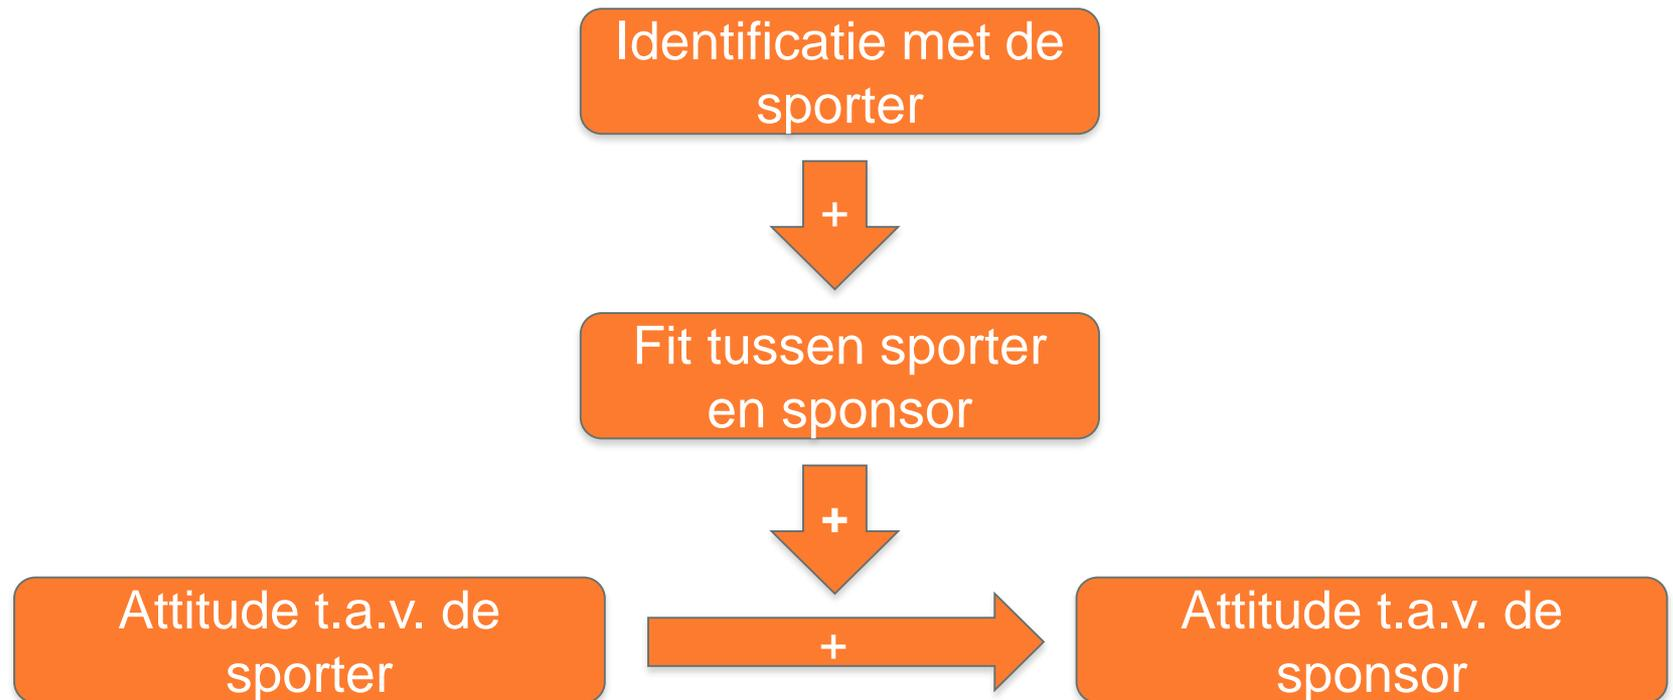 Identificatie met de
sporter
+
Fit tussen sporter
en sponsor
+
Attitude t.a.v. de
sporter
+
Attitude t.a.v. de
sponsor